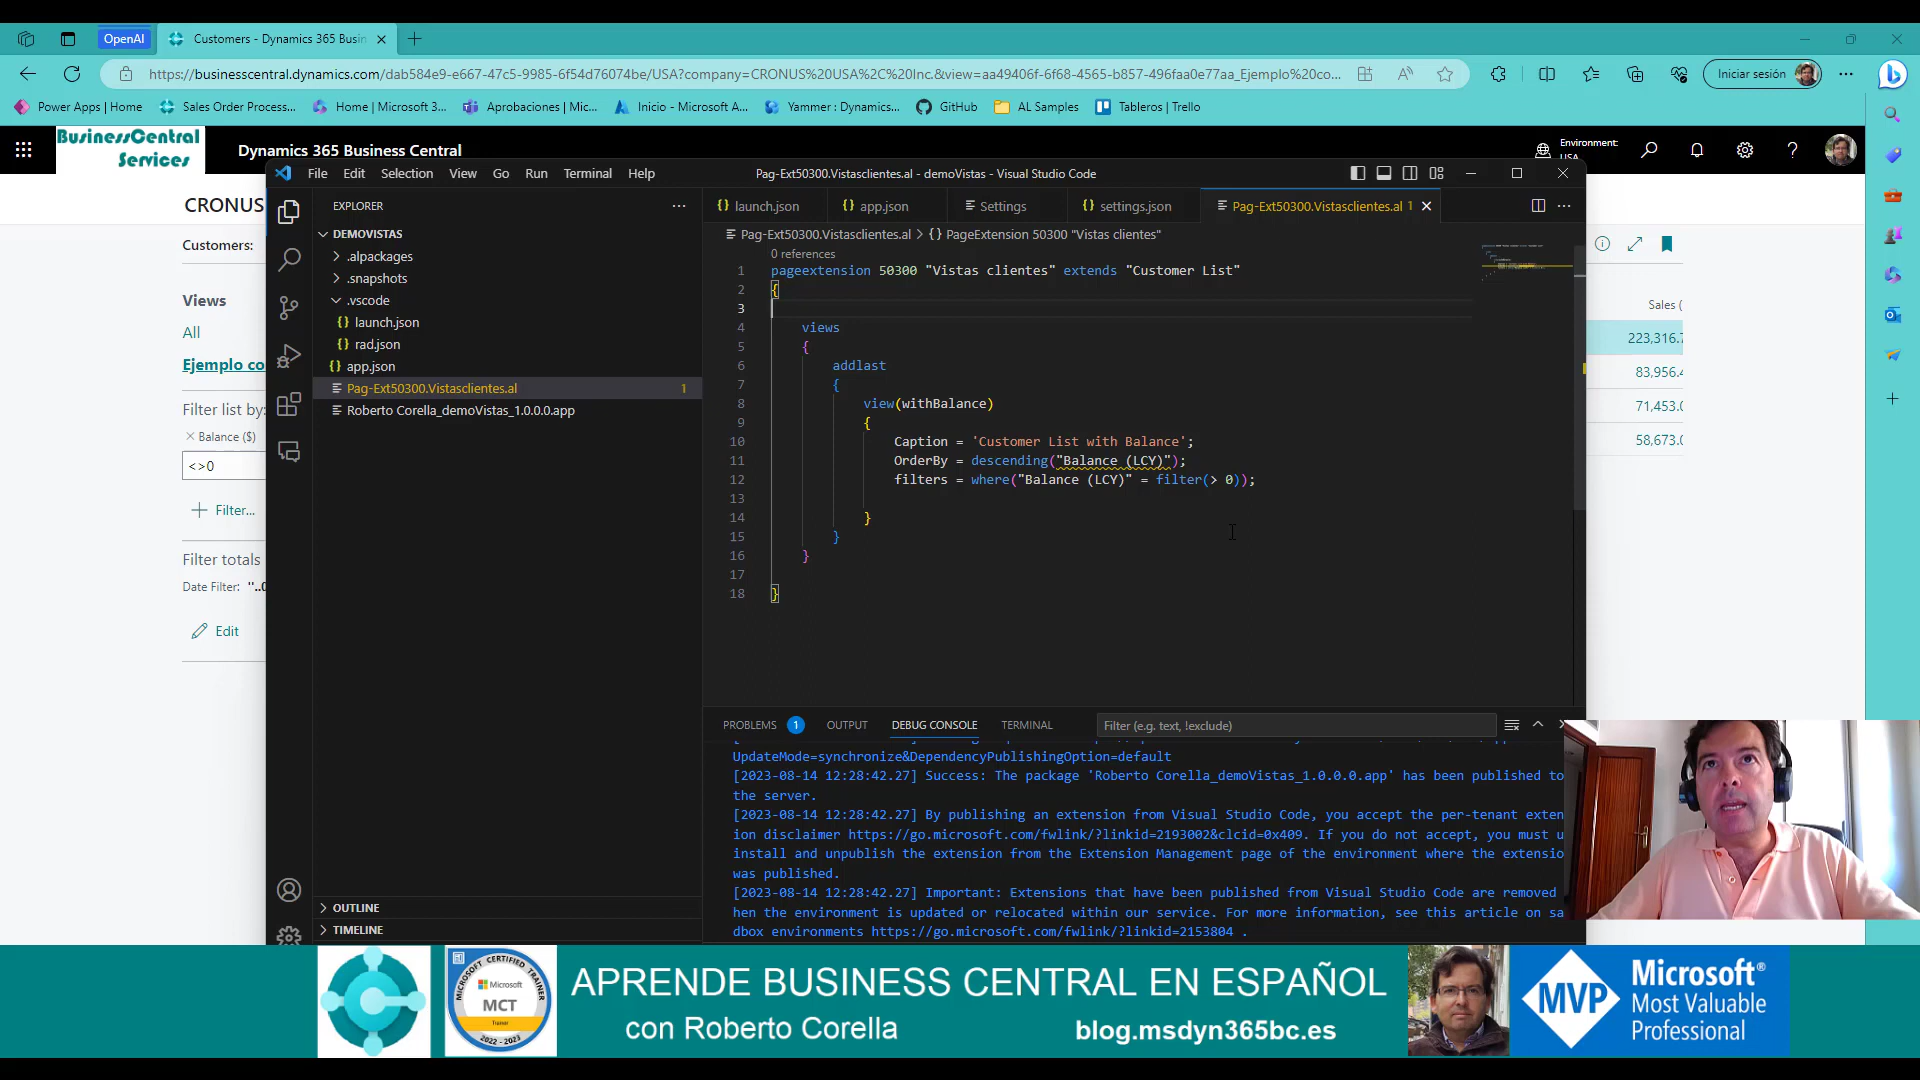 OpenAI
Customers - Dynamics 365 Busin
https://businesscentral.dynamics.com/dab584e9-e667-47c5-9985-6f54d76074be/USA?company=CRONUS%20USA%2C%20Inc.&view=aa49406f-6f68-4565-b857-496faa0e77aa_Ejemplo%20co...
Iniciar sesión
Power Apps | Home
Sales Order Process...
Home | Microsoft 3...
Aprobaciones | Mic...
Inicio - Microsoft A...
Yammer : Dynamics...
GitHub
AL Samples
Tableros | Trello
BusinessCentral
Services
Dynamics 365 Business Central
Environment:
USA
File Edit Selection View Go Run Terminal Help
Pag-Ext50300.Vistasclientes.al - demoVistas - Visual Studio Code
CRONUS
Customers:
Views
All
Ejemplo co
Filter list by:
Balance ($)
<>0
Filter...
Filter totals
Date Filter: ''..0
Edit
EXPLORER
DEMOVISTAS
.alpackages
.snapshots
.vscode
launch.json
rad.json
app.json
Pag-Ext50300.Vistasclientes.al 1
Roberto Corella_demoVistas_1.0.0.0.app
OUTLINE
TIMELINE
launch.json
app.json
Settings
settings.json
Pag-Ext50300.Vistasclientes.al 1
Pag-Ext50300.Vistasclientes.al > {} PageExtension 50300 "Vistas clientes"
0 references
1 pageextension 50300 "Vistas clientes" extends "Customer List"
2 {
3
4 views
5 {
6 addlast
7 {
8 view(withBalance)
9 {
10 Caption = 'Customer List with Balance';
11 OrderBy = descending("Balance (LCY)");
12 filters = where("Balance (LCY)" = filter(> 0));
13
14 }
15 }
16 }
17
18 }
Sales (
223,316.7
83,956.4
71,453.0
58,673.0
PROBLEMS 1 OUTPUT DEBUG CONSOLE TERMINAL
Filter (e.g. text, !exclude)
UpdateMode=synchronize&DependencyPublishingOption=default
[2023-08-14 12:28:42.27] Success: The package 'Roberto Corella_demoVistas_1.0.0.0.app' has been published to
the server.
[2023-08-14 12:28:42.27] By publishing an extension from Visual Studio Code, you accept the per-tenant exten
ion disclaimer https://go.microsoft.com/fwlink/?linkid=2193002&clcid=0x409. If you do not accept, you must u
install and unpublish the extension from the Extension Management page of the environment where the extensio
was published.
[2023-08-14 12:28:42.27] Important: Extensions that have been published from Visual Studio Code are removed
hen the environment is updated or relocated within our service. For more information, see this article on sa
dbox environments https://go.microsoft.com/fwlink/?linkid=2153804 .
MICROSOFT CERTIFIED TRAINER
Microsoft
MCT
Trainer
2022 - 2023
APRENDE BUSINESS CENTRAL EN ESPAÑOL
con Roberto Corella
blog.msdyn365bc.es
MVP
Microsoft®
Most Valuable
Professional